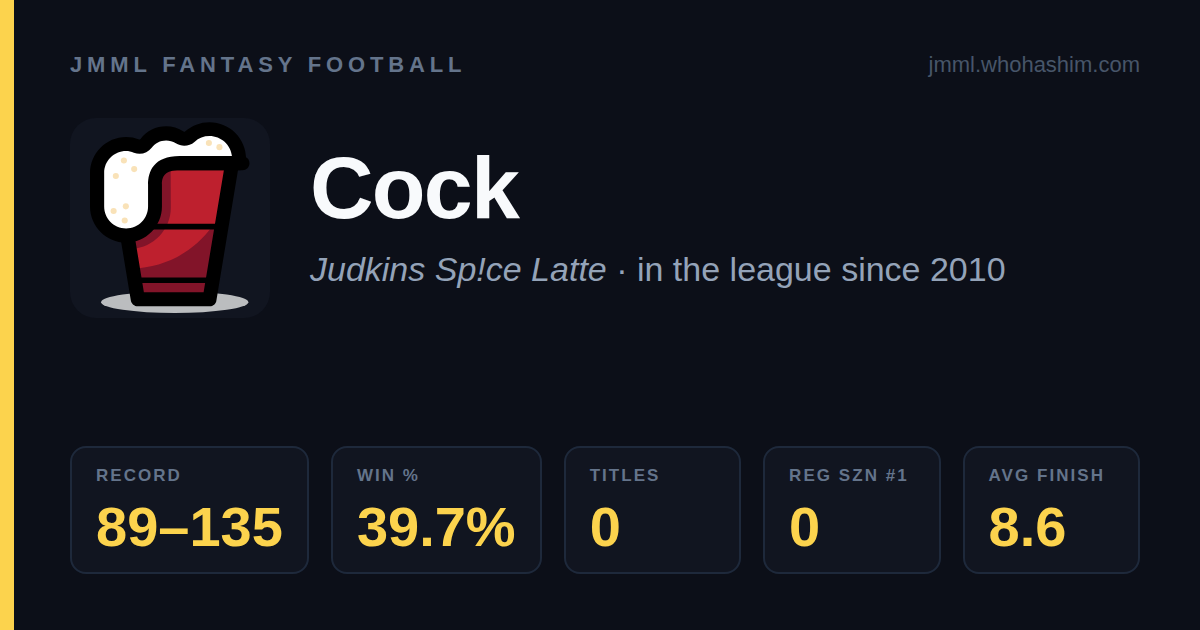 JMML FANTASY FOOTBALL
jmml.whohashim.com
Cock
Judkins Sp!ce Latte · in the league since 2010
RECORD
89–135
WIN %
39.7%
TITLES
0
REG SZN #1
0
AVG FINISH
8.6